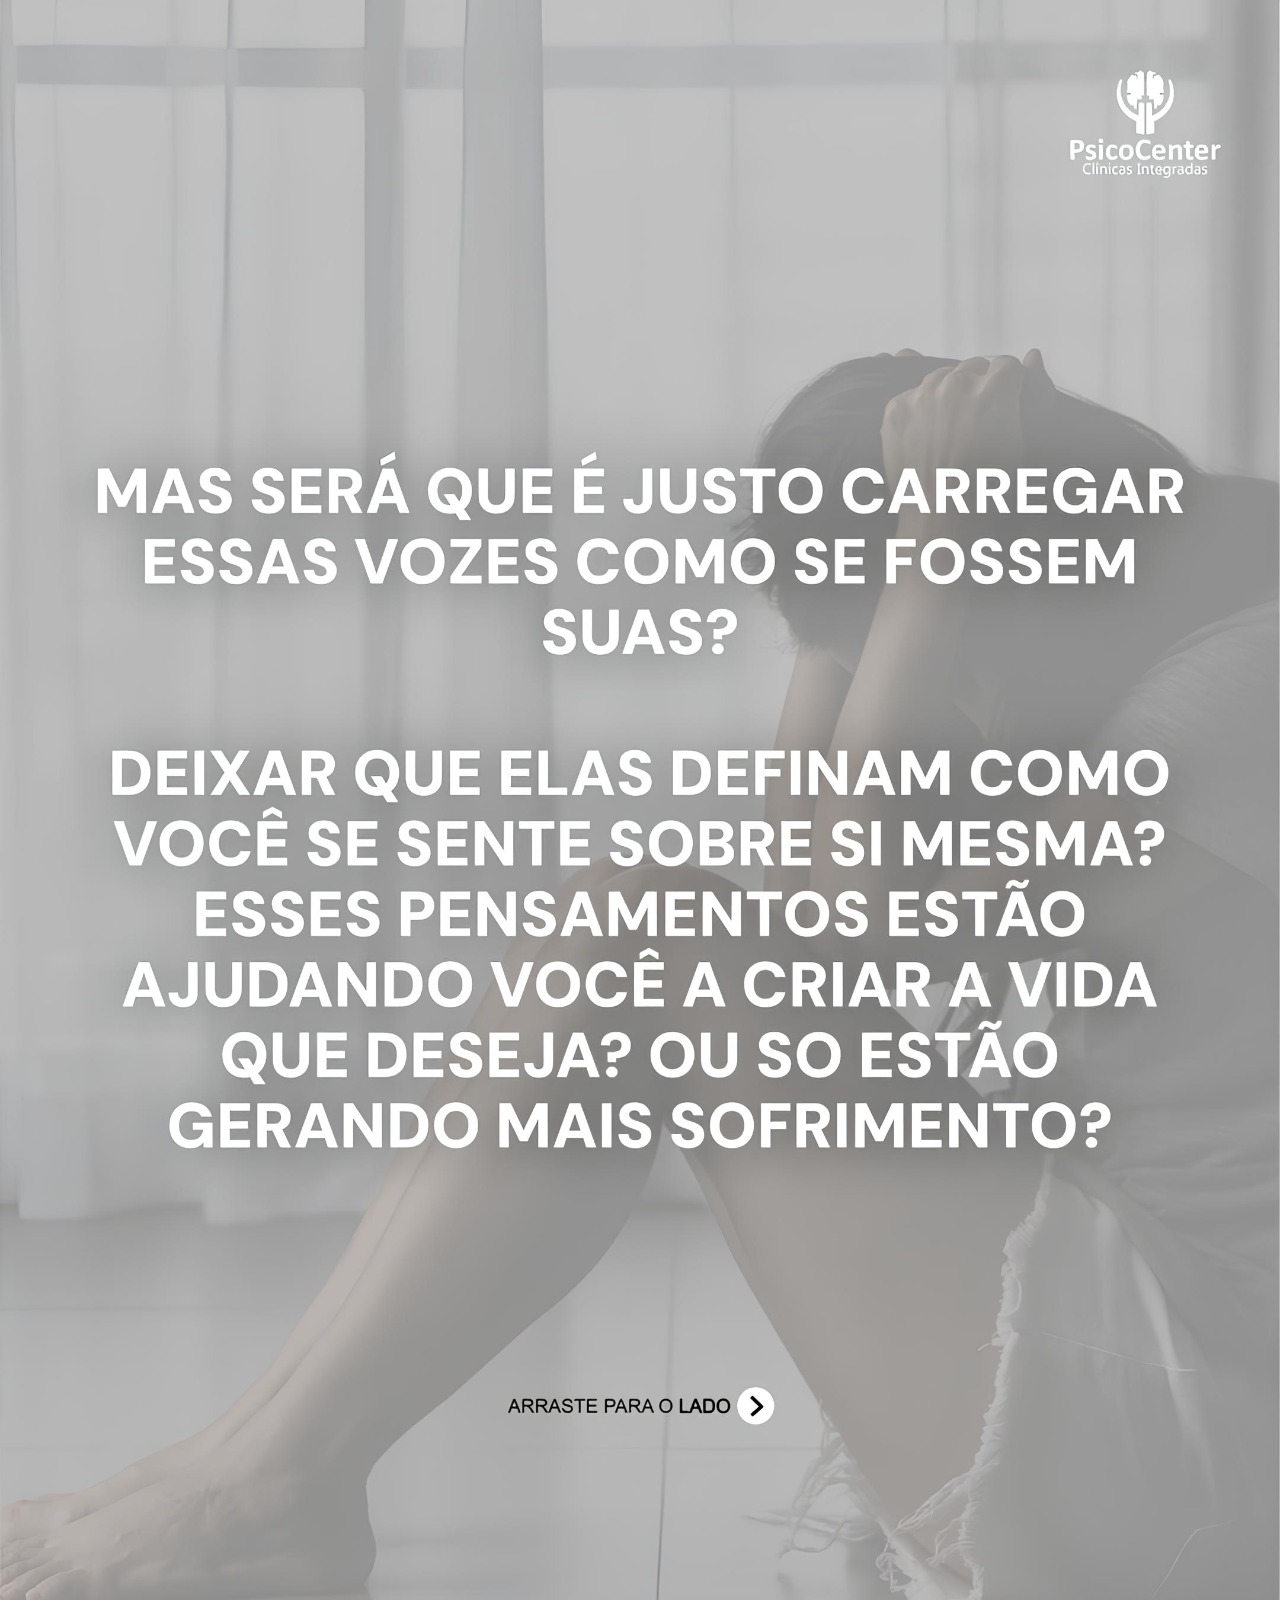 PsicoCenter
Clínicas Integradas
MAS SERÁ QUE É JUSTO CARREGAR
ESSAS VOZES COMO SE FOSSEM
SUAS?
DEIXAR QUE ELAS DEFINAM COMO
VOCÊ SE SENTE SOBRE SI MESMA?
ESSES PENSAMENTOS ESTÃO
AJUDANDO VOCÊ A CRIAR A VIDA
QUE DESEJA? OU SO ESTÃO
GERANDO MAIS SOFRIMENTO?
ARRASTE PARA O LADO